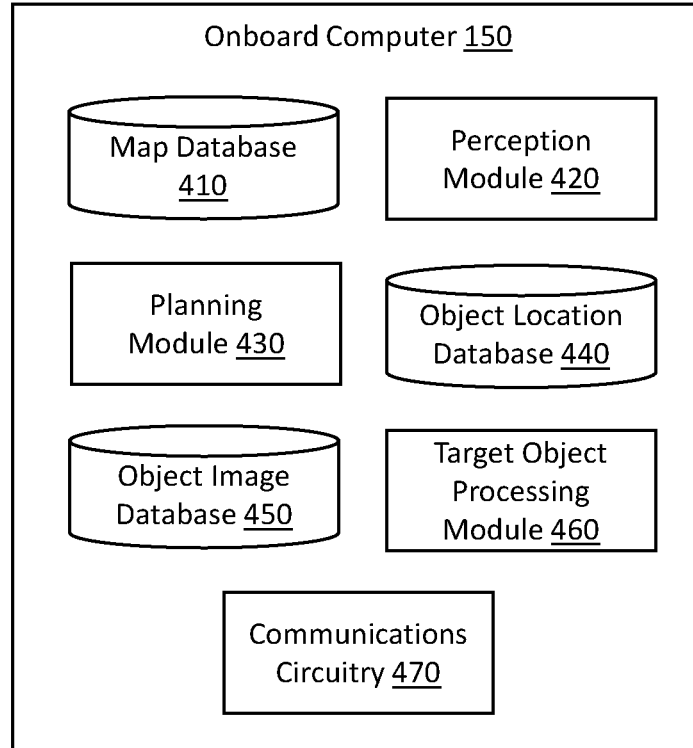 Onboard Computer 150
Map Database
410
Perception
Module 420
Planning
Module 430
Object Location
Database 440
Object Image
Database 450
Target Object
Processing
Module 460
Communications
Circuitry 470